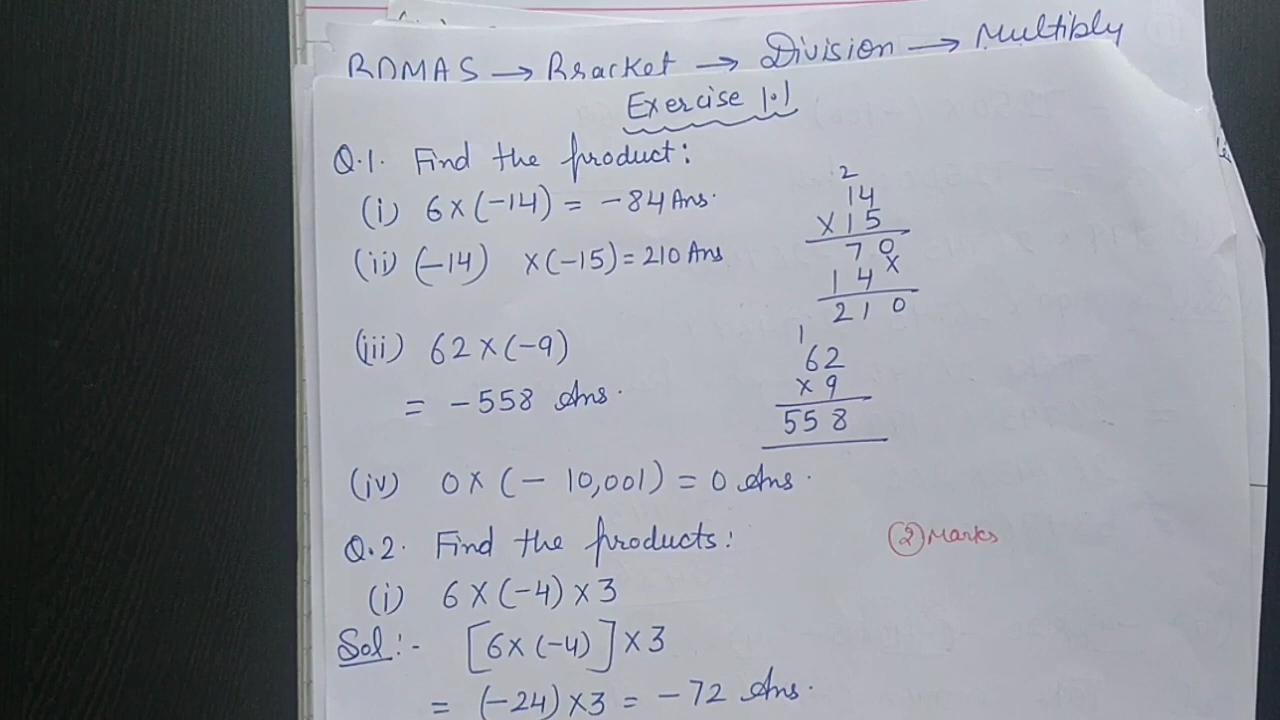 BDMAS → Bracket → Division → Multibly
Exercise 1.1
Q.1. Find the product:
(i) 6×(-14) = -84 Ans.
(ii) (-14) ×(-15)=210 Ans
2
14
×15
70
14×
210
(iii) 62×(-9)
= -558 Ans.
1
62
×9
558
(iv) 0×(- 10,001) = 0 Ans.
Q.2. Find the products:
(2) Marks
(i) 6×(-4)×3
Sol:- [6×(-4)]×3
= (-24)×3 = -72 Ans.